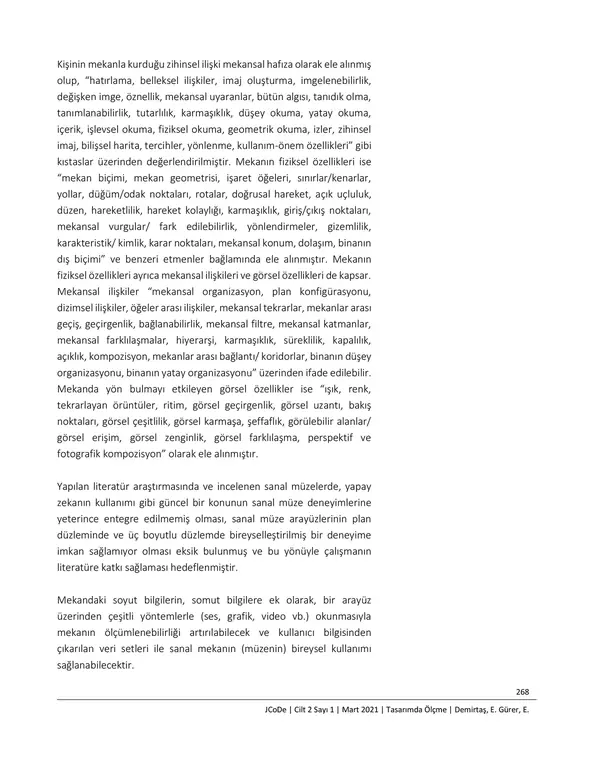 Kişinin mekanla kurduğu zihinsel ilişki mekansal hafıza olarak ele alınmış
olup, “hatırlama, belleksel ilişkiler, imaj oluşturma, imgelenebilirlik,
değişken imge, öznellik, mekansal uyaranlar, bütün algısı, tanıdık olma,
tanımlanabilirlik, tutarlılık, karmaşıklık, düşey okuma, yatay okuma,
içerik, işlevsel okuma, fiziksel okuma, geometrik okuma, izler, zihinsel
imaj, bilişsel harita, tercihler, yönlenme, kullanım-önem özellikleri” gibi
kıstaslar üzerinden değerlendirilmiştir. Mekanın fiziksel özellikleri ise
“mekan biçimi, mekan geometrisi, işaret öğeleri, sınırlar/kenarlar,
yollar, düğüm/odak noktaları, rotalar, doğrusal hareket, açık uçluluk,
düzen, hareketlilik, hareket kolaylığı, karmaşıklık, giriş/çıkış noktaları,
mekansal vurgular/ fark edilebilirlik, yönlendirmeler, gizemlilik,
karakteristik/ kimlik, karar noktaları, mekansal konum, dolaşım, binanın
dış biçimi” ve benzeri etmenler bağlamında ele alınmıştır. Mekanın
fiziksel özellikleri ayrıca mekansal ilişkileri ve görsel özellikleri de kapsar.
Mekansal ilişkiler “mekansal organizasyon, plan konfigürasyonu,
dizimsel ilişkiler, öğeler arası ilişkiler, mekansal tekrarlar, mekanlar arası
geçiş, geçirgenlik, bağlanabilirlik, mekansal filtre, mekansal katmanlar,
mekansal farklılaşmalar, hiyerarşi, karmaşıklık, süreklilik, kapalılık,
açıklık, kompozisyon, mekanlar arası bağlantı/ koridorlar, binanın düşey
organizasyonu, binanın yatay organizasyonu” üzerinden ifade edilebilir.
Mekanda yön bulmayı etkileyen görsel özellikler ise “ışık, renk,
tekrarlayan örüntüler, ritim, görsel geçirgenlik, görsel uzantı, bakış
noktaları, görsel çeşitlilik, görsel karmaşa, şeffaflık, görülebilir alanlar/
görsel erişim, görsel zenginlik, görsel farklılaşma, perspektif ve
fotografik kompozisyon” olarak ele alınmıştır.
Yapılan literatür araştırmasında ve incelenen sanal müzelerde, yapay
zekanın kullanımı gibi güncel bir konunun sanal müze deneyimlerine
yeterince entegre edilmemiş olması, sanal müze arayüzlerinin plan
düzleminde ve üç boyutlu düzlemde bireyselleştirilmiş bir deneyime
imkan sağlamıyor olması eksik bulunmuş ve bu yönüyle çalışmanın
literatüre katkı sağlaması hedeflenmiştir.
Mekandaki soyut bilgilerin, somut bilgilere ek olarak, bir arayüz
üzerinden çeşitli yöntemlerle (ses, grafik, video vb.) okunmasıyla
mekanın ölçümlenebilirliği artırılabilecek ve kullanıcı bilgisinden
çıkarılan veri setleri ile sanal mekanın (müzenin) bireysel kullanımı
sağlanabilecektir.
268
JCoDe | Cilt 2 Sayı 1 | Mart 2021 | Tasarımda Ölçme | Demirtaş, E. Gürer, E.